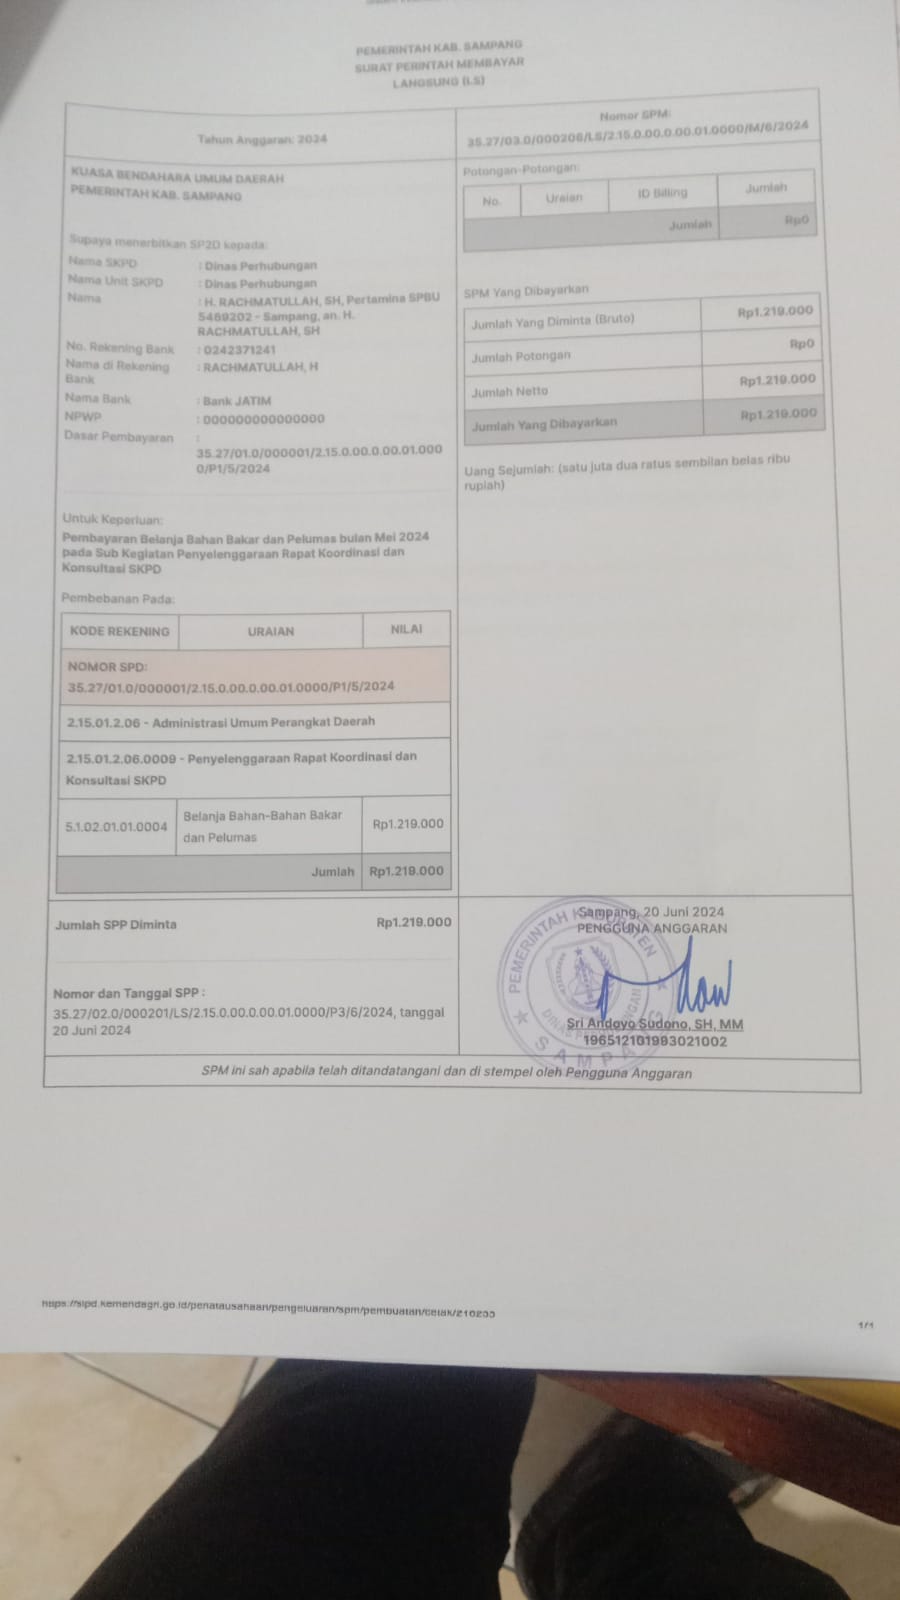 PEMERINTAH KAB. SAMPANG
SURAT PERINTAH MEMBAYAR
LANGSUNG (LS)
Tahun Anggaran: 2024
Nomor SPM:
35.27/03.0/000206/LS/2.15.0.00.0.00.01.0000/M/6/2024
KUASA BENDAHARA UMUM DAERAH
PEMERINTAH KAB. SAMPANG
Supaya menerbitkan SP2D kepada:
Nama SKPD : Dinas Perhubungan
Nama Unit SKPD : Dinas Perhubungan
Nama : H. RACHMATULLAH, SH, Pertamina SPBU
5469202 - Sampang, an. H.
RACHMATULLAH, SH
No. Rekening Bank : 0242371241
Nama di Rekening : RACHMATULLAH, H
Bank
Nama Bank : Bank JATIM
NPWP : 000000000000000
Dasar Pembayaran :
35.27/01.0/000001/2.15.0.00.0.00.01.000
0/P1/5/2024
Untuk Keperluan:
Pembayaran Belanja Bahan Bakar dan Pelumas bulan Mei 2024
pada Sub Kegiatan Penyelenggaraan Rapat Koordinasi dan
Konsultasi SKPD
Pembebanan Pada:
KODE REKENING URAIAN NILAI
NOMOR SPD:
35.27/01.0/000001/2.15.0.00.0.00.01.0000/P1/5/2024
2.15.01.2.06 - Administrasi Umum Perangkat Daerah
2.15.01.2.06.0009 - Penyelenggaraan Rapat Koordinasi dan
Konsultasi SKPD
5.1.02.01.01.0004 Belanja Bahan-Bahan Bakar
dan Pelumas Rp1.219.000
Jumlah Rp1.219.000
Potongan-Potongan:
No. Uraian ID Billing Jumlah
Jumlah Rp0
SPM Yang Dibayarkan
Jumlah Yang Diminta (Bruto) Rp1.219.000
Jumlah Potongan Rp0
Jumlah Netto Rp1.219.000
Jumlah Yang Dibayarkan Rp1.219.000
Uang Sejumlah: (satu juta dua ratus sembilan belas ribu
rupiah)
Jumlah SPP Diminta Rp1.219.000
Nomor dan Tanggal SPP :
35.27/02.0/000201/LS/2.15.0.00.0.00.01.0000/P3/6/2024, tanggal
20 Juni 2024
Sampang, 20 Juni 2024
PENGGUNA ANGGARAN
PEMERINTAH KABUPATEN
DINAS PERHUBUNGAN
SAMPANG
Sri Andoyo Sudono, SH, MM
196512101993021002
SPM ini sah apabila telah ditandatangani dan di stempel oleh Pengguna Anggaran
https://sipd.kemendagri.go.id/penatausahaan/pengeluaran/spm/pembuatan/cetak/
1/1